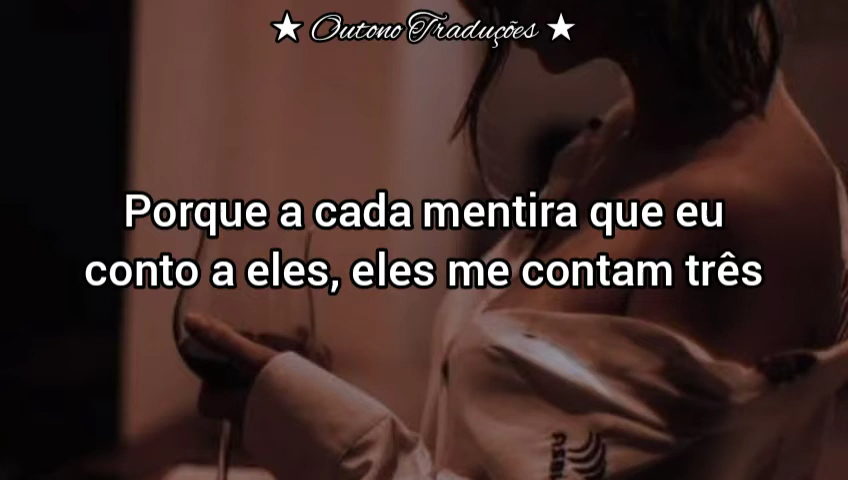 ★ Outono Traduções ★
Porque a cada mentira que eu
conto a eles, eles me contam três